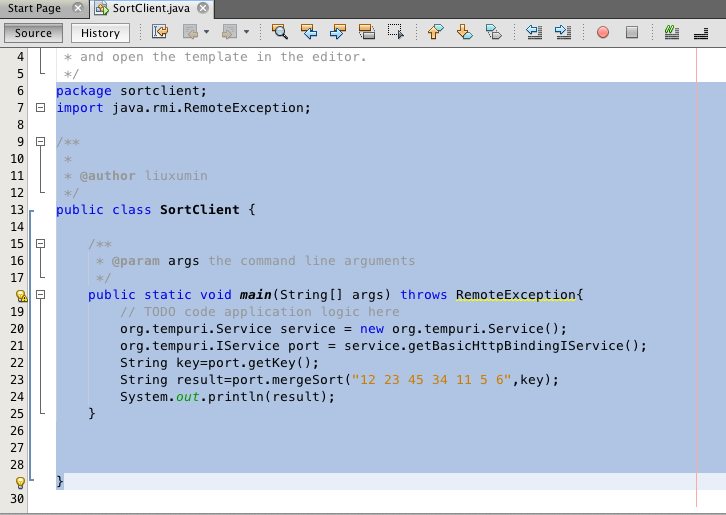 Start Page SortClient.java
Source History
4 * and open the template in the editor.
5 */
6 package sortclient;
7 import java.rmi.RemoteException;
8
9 /**
10 *
11 * @author liuxumin
12 */
13 public class SortClient {
14
15 /**
16 * @param args the command line arguments
17 */
public static void main(String[] args) throws RemoteException{
19 // TODO code application logic here
20 org.tempuri.Service service = new org.tempuri.Service();
21 org.tempuri.IService port = service.getBasicHttpBindingIService();
22 String key=port.getKey();
23 String result=port.mergeSort("12 23 45 34 11 5 6",key);
24 System.out.println(result);
25 }
26
27
28
}
30